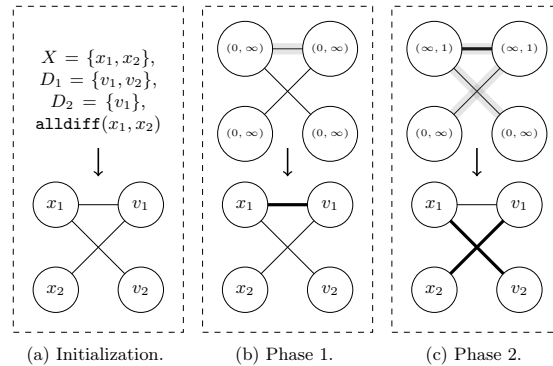 X = {x₁, x₂},
D₁ = {v₁, v₂},
D₂ = {v₁},
alldiff(x₁, x₂)
x₁ v₁
x₂ v₂
(a) Initialization.
(0, ∞) (0, ∞)
(0, ∞) (0, ∞)
x₁ v₁
x₂ v₂
(b) Phase 1.
(∞, 1) (∞, 1)
(0, ∞) (0, ∞)
x₁ v₁
x₂ v₂
(c) Phase 2.